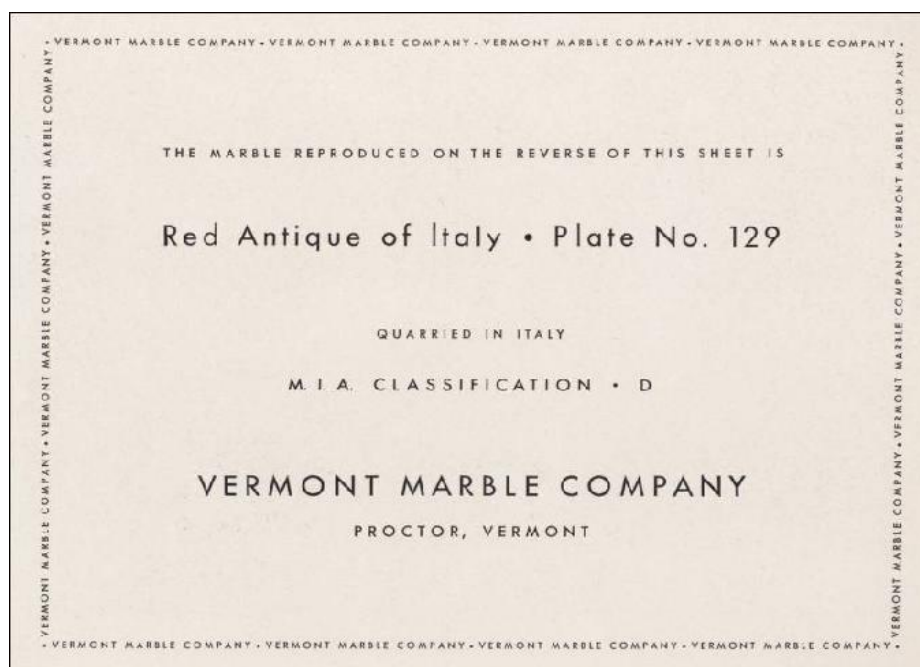 • VERMONT MARBLE COMPANY • VERMONT MARBLE COMPANY • VERMONT MARBLE COMPANY • VERMONT MARBLE COMPANY •
VERMONT MARBLE COMPANY • VERMONT MARBLE COMPANY • VERMONT MARBLE COMPANY
THE MARBLE REPRODUCED ON THE REVERSE OF THIS SHEET IS
Red Antique of Italy • Plate No. 129
QUARRIED IN ITALY
M. I. A. CLASSIFICATION • D
VERMONT MARBLE COMPANY
PROCTOR, VERMONT
VERMONT MARBLE COMPANY • VERMONT MARBLE COMPANY • VERMONT MARBLE COMPANY
• VERMONT MARBLE COMPANY • VERMONT MARBLE COMPANY • VERMONT MARBLE COMPANY • VERMONT MARBLE COMPANY •